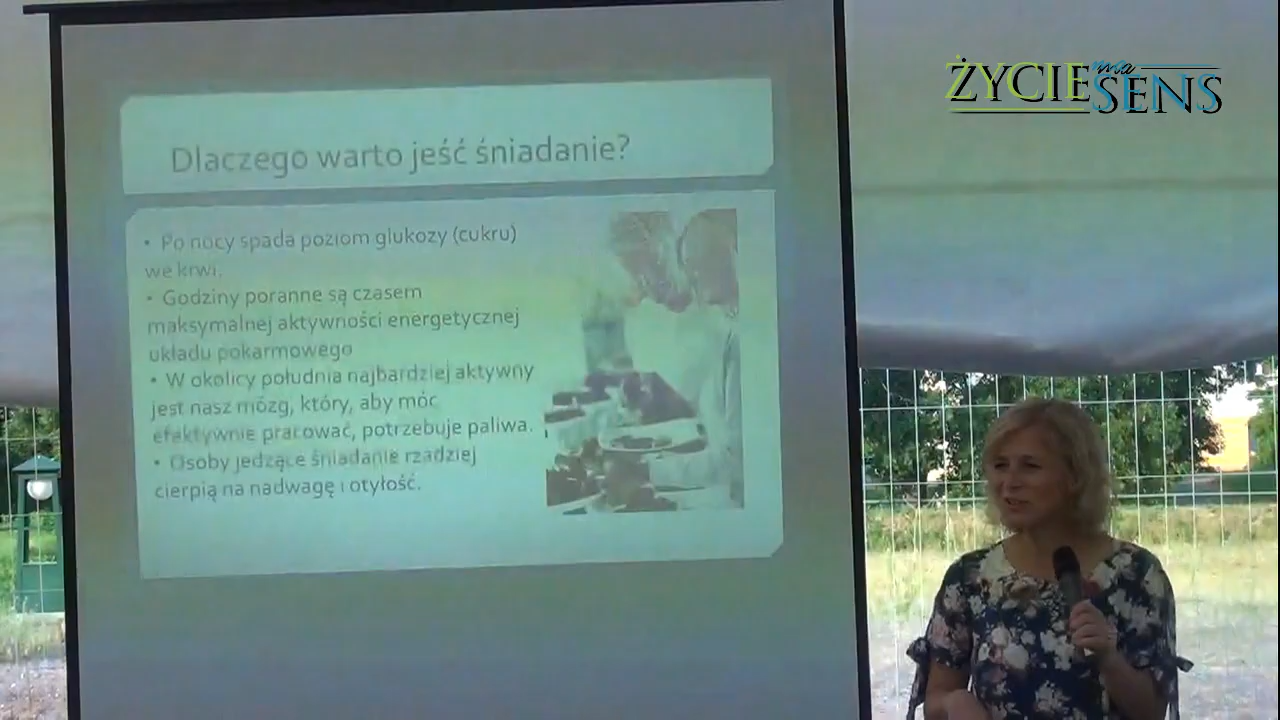 ŻYCIE ma SENS
Dlaczego warto jeść śniadanie?
• Po nocy spada poziom glukozy (cukru)
we krwi.
• Godziny poranne są czasem
maksymalnej aktywności energetycznej
układu pokarmowego
• W okolicy południa najbardziej aktywny
jest nasz mózg, który, aby móc
efektywnie pracować, potrzebuje paliwa.
• Osoby jedzące śniadanie rzadziej
cierpią na nadwagę i otyłość.